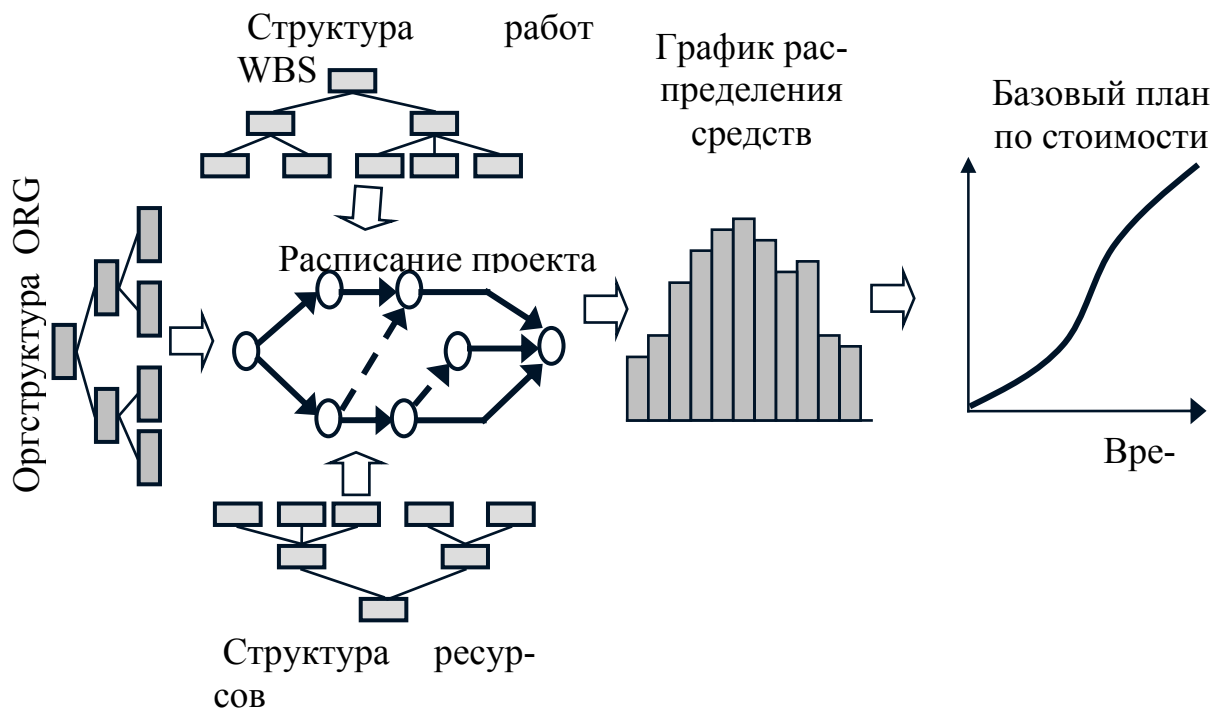 Структура работ
WBS
График рас-
пределения
средств
Базовый план
по стоимости
Оргструктура ORG
Расписание проекта
Вре-
Структура ресур-
сов